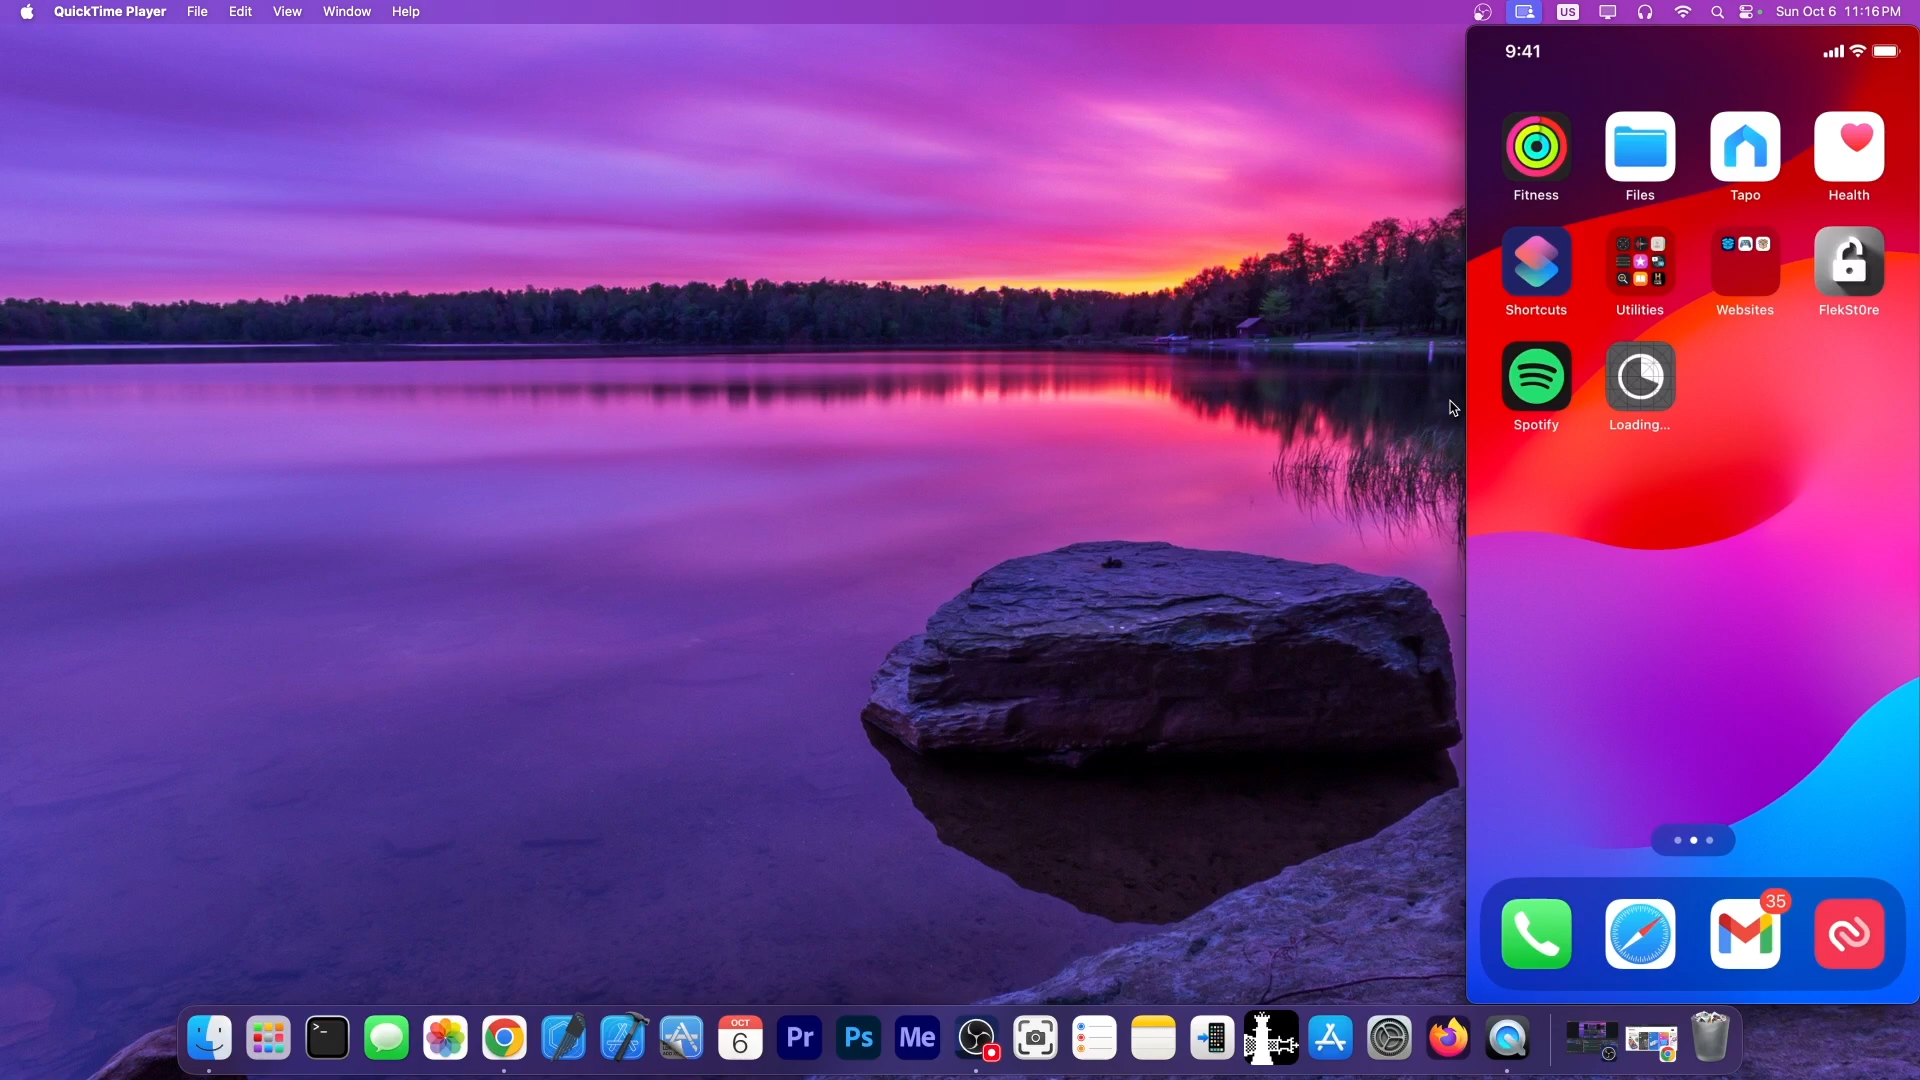 QuickTime Player File Edit View Window Help US Sun Oct 6 11:16 PM
9:41
Fitness Files Tapo Health
Shortcuts Utilities Websites FlekSt0re
Spotify Loading...
35
OCT
6
Pr Ps Me